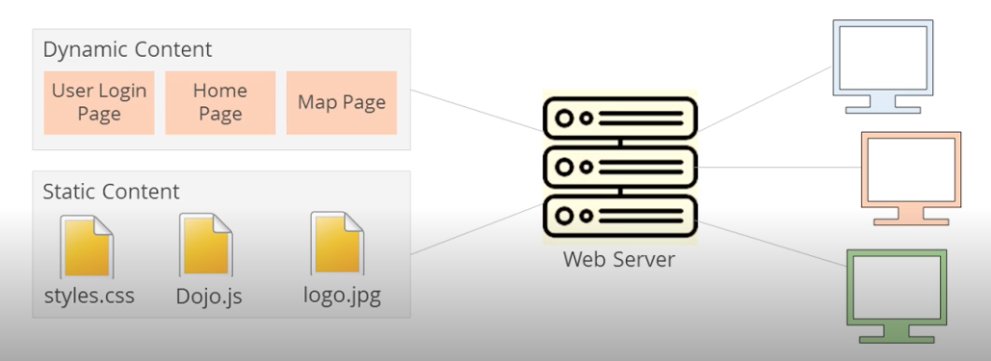 Dynamic Content
User Login
Page
Home
Page
Map Page
Static Content
styles.css
Dojo.js
logo.jpg
Web Server